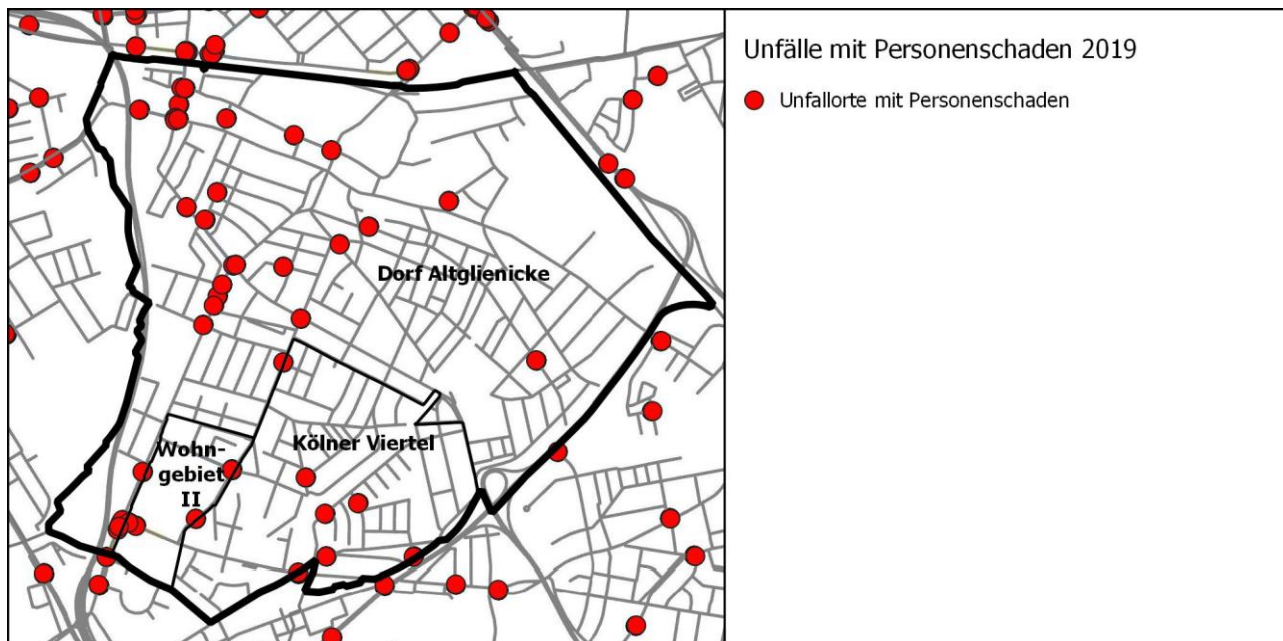 Unfälle mit Personenschaden 2019
Unfallorte mit Personenschaden
Dorf Altglienicke
Kölner Viertel
Wohn-
gebiet
II